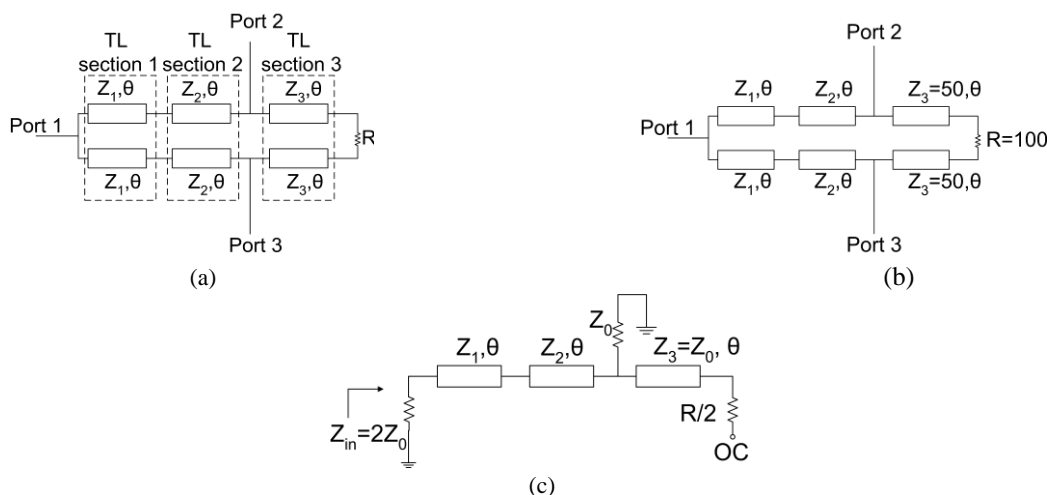 Port 2
TL section 1
TL section 2
TL section 3
Z₁,θ
Z₂,θ
Z₃,θ
Port 1
R
Z₁,θ
Z₂,θ
Z₃,θ
Port 3
(a)
Port 2
Z₁,θ
Z₂,θ
Z₃=50,θ
Port 1
R=100
Z₁,θ
Z₂,θ
Z₃=50,θ
Port 3
(b)
Z₀
Z₁,θ
Z₂,θ
Z₃=Z₀, θ
R/2
Zᵢₙ=2Z₀
OC
(c)